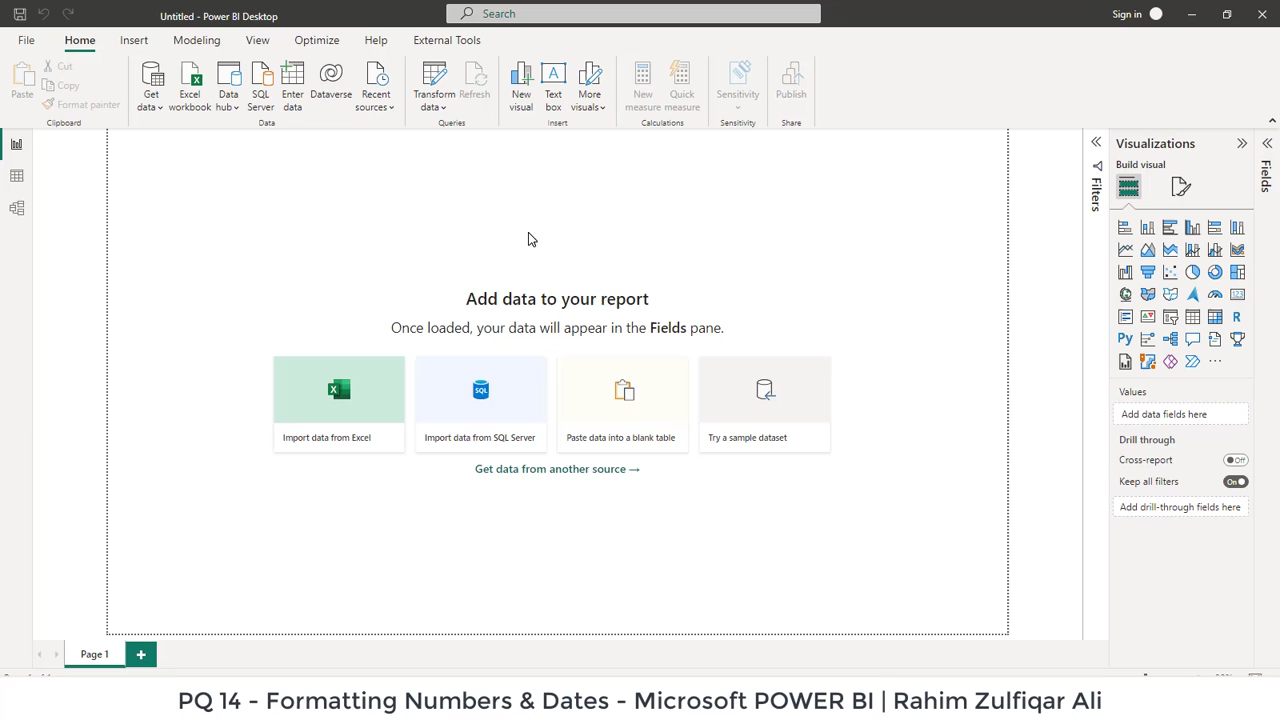 Untitled - Power BI Desktop
Search
Sign in
File Home Insert Modeling View Optimize Help External Tools
Paste
Cut
Copy
Format painter
Clipboard
Get data
Excel workbook
Data hub
SQL Server
Enter data
Dataverse
Recent sources
Data
Transform data
Refresh
Queries
New visual
Text box
More visuals
Insert
New measure
Quick measure
Calculations
Sensitivity
Sensitivity
Publish
Share
Add data to your report
Once loaded, your data will appear in the Fields pane.
X
SQL
Import data from Excel
Import data from SQL Server
Paste data into a blank table
Try a sample dataset
Get data from another source →
Filters
Visualizations
Build visual
123
R
Py
...
Values
Add data fields here
Drill through
Cross-report
Off
Keep all filters
On
Add drill-through fields here
Fields
Page 1
PQ 14 - Formatting Numbers & Dates - Microsoft POWER BI | Rahim Zulfiqar Ali